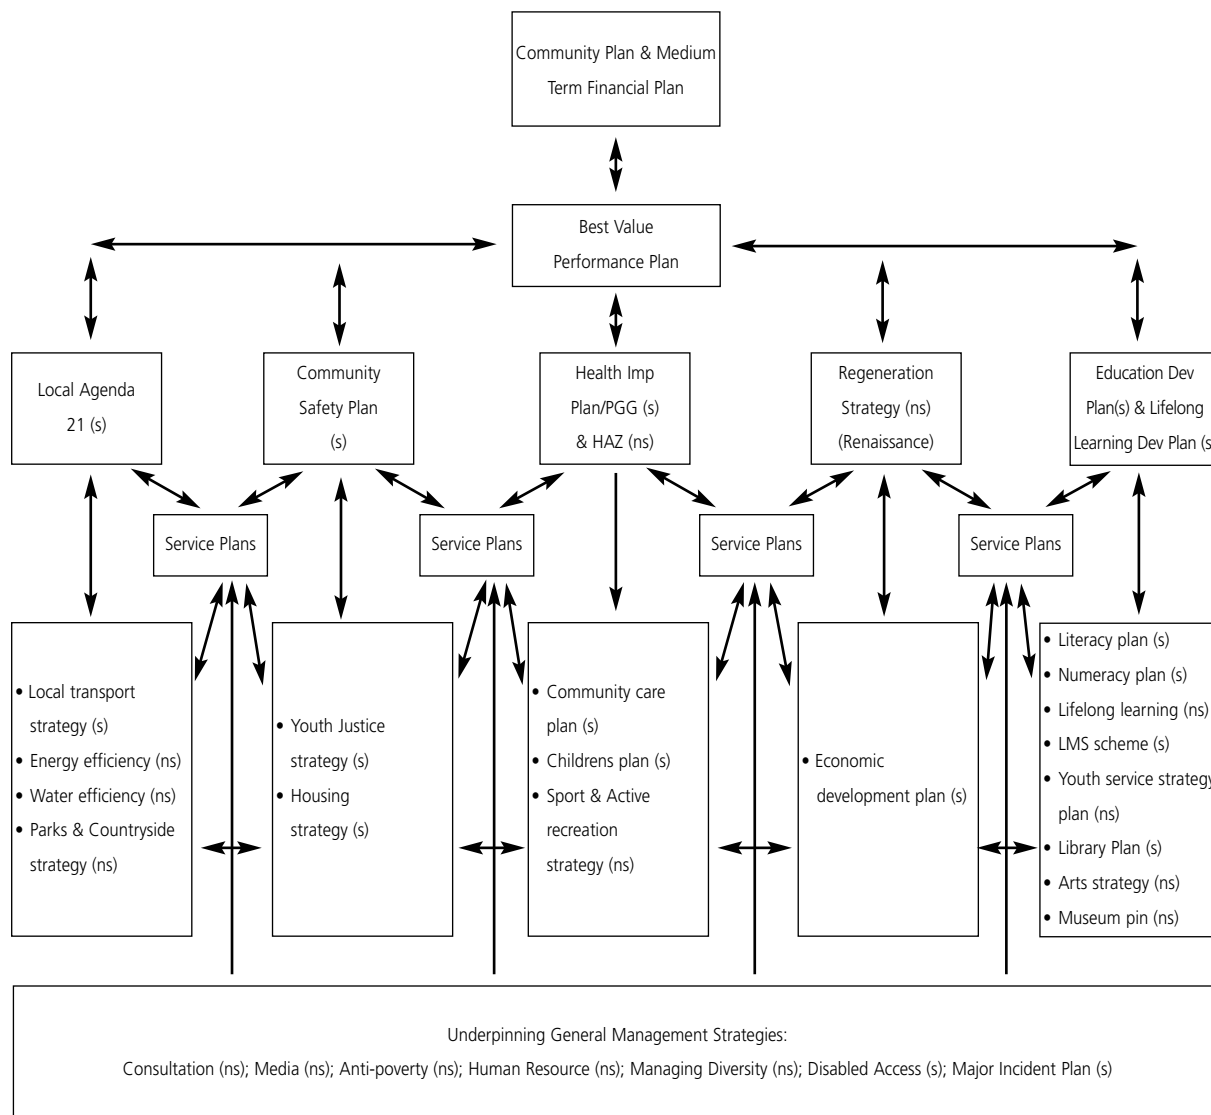 Community Plan & Medium
Term Financial Plan
Best Value
Performance Plan
Local Agenda
21 (s)
Community
Safety Plan
(s)
Health Imp
Plan/PGG (s)
& HAZ (ns)
Regeneration
Strategy (ns)
(Renaissance)
Education Dev
Plan(s) & Lifelong
Learning Dev Plan (s
Service Plans
Service Plans
Service Plans
Service Plans
• Local transport
strategy (s)
• Energy efficiency (ns)
• Water efficiency (ns)
• Parks & Countryside
strategy (ns)
• Youth Justice
strategy (s)
• Housing
strategy (s)
• Community care
plan (s)
• Childrens plan (s)
• Sport & Active
recreation
strategy (ns)
• Economic
development plan (s)
• Literacy plan (s)
• Numeracy plan (s)
• Lifelong learning (ns)
• LMS scheme (s)
• Youth service strategy
plan (ns)
• Library Plan (s)
• Arts strategy (ns)
• Museum pin (ns)
Underpinning General Management Strategies:
Consultation (ns); Media (ns); Anti-poverty (ns); Human Resource (ns); Managing Diversity (ns); Disabled Access (s); Major Incident Plan (s)